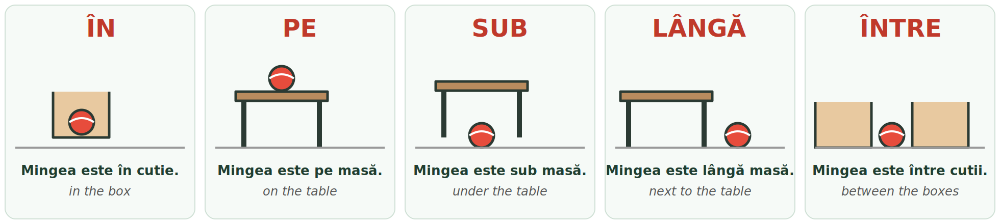 ÎN
Mingea este în cutie.
in the box
PE
Mingea este pe masă.
on the table
SUB
Mingea este sub masă.
under the table
LÂNGĂ
Mingea este lângă masă.
next to the table
ÎNTRE
Mingea este între cutii.
between the boxes